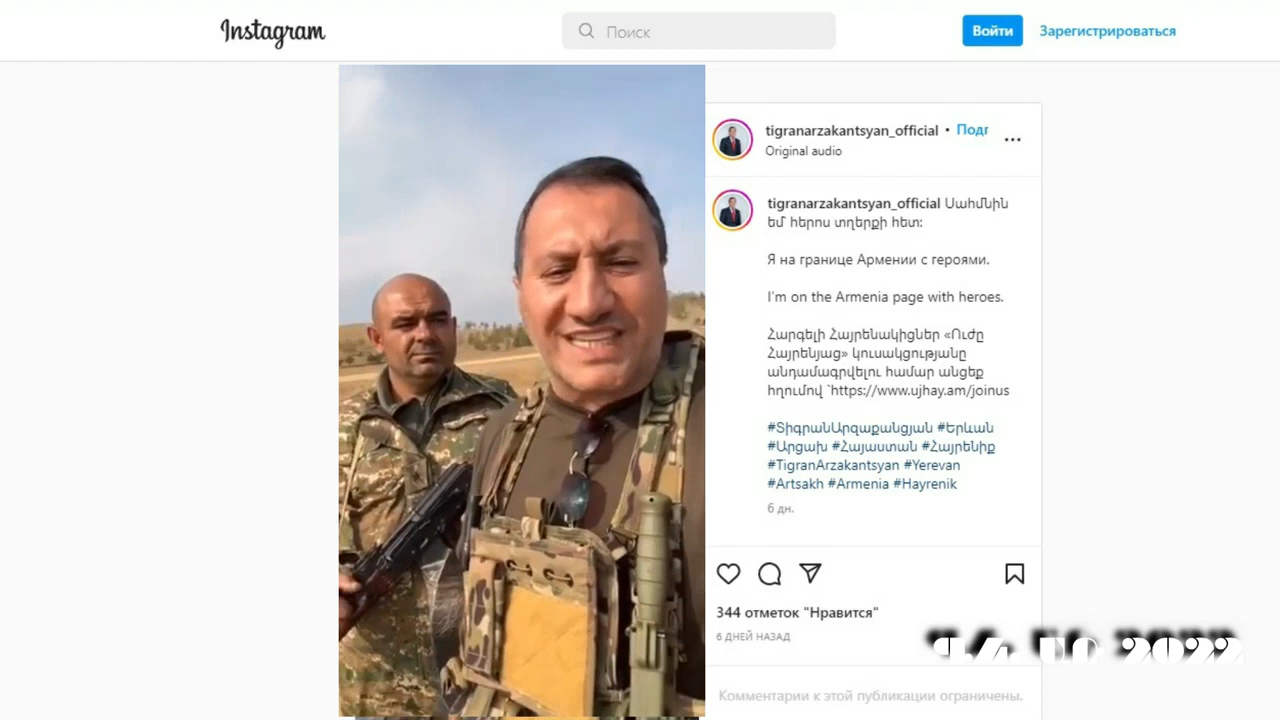 Instagram
Поиск
Войти
Зарегистрироваться
tigranarzakantsyan_official • Подг
Original audio
tigranarzakantsyan_official Սահմնին
եմ՝ հերոս տղերքի հետ:
Я на границе Армении с героями.
I'm on the Armenia page with heroes.
Հարգելի Հայրենակիցներ «Ուժը
Հայրենյաց» կուսակցությանը
անդամագրվելու համար անցեք
հղումով `https://www.ujhay.am/joinus
#ՏիգրանԱրզաքանցյան #Երևան
#Արցախ #Հայաստան #Հայրենիք
#TigranArzakantsyan #Yerevan
#Artsakh #Armenia #Hayrenik
6 дн.
344 отметок "Нравится"
6 ДНЕЙ НАЗАД
2022
Комментарии к этой публикации ограничены.